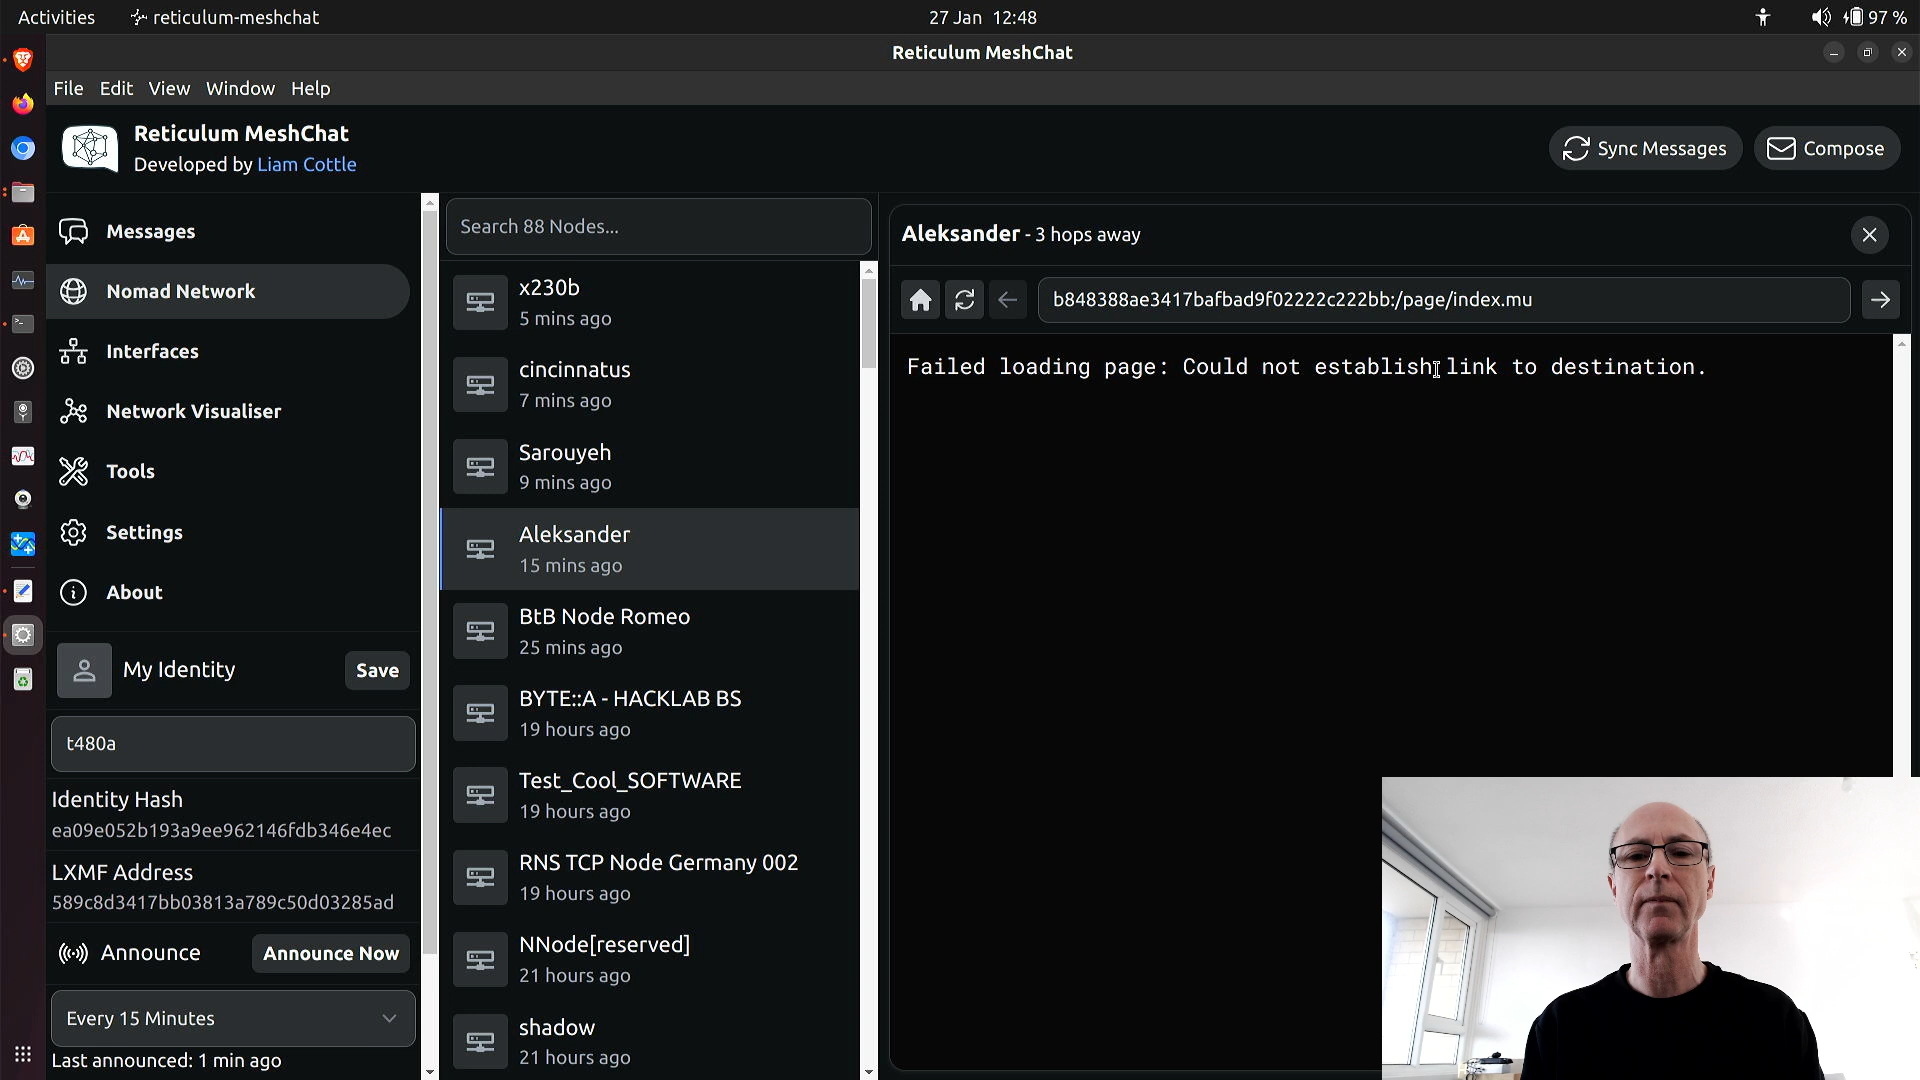 Activities
reticulum-meshchat
27 Jan 12:48
97 %
Reticulum MeshChat
File Edit View Window Help
Reticulum MeshChat
Developed by Liam Cottle
Sync Messages
Compose
Messages
Nomad Network
Interfaces
Network Visualiser
Tools
Settings
About
My Identity
Save
t480a
Identity Hash
ea09e052b193a9ee962146fdb346e4ec
LXMF Address
589c8d3417bb03813a789c50d03285ad
Announce
Announce Now
Every 15 Minutes
Last announced: 1 min ago
Search 88 Nodes...
x230b
5 mins ago
cincinnatus
7 mins ago
Sarouyeh
9 mins ago
Aleksander
15 mins ago
BtB Node Romeo
25 mins ago
BYTE::A - HACKLAB BS
19 hours ago
Test_Cool_SOFTWARE
19 hours ago
RNS TCP Node Germany 002
19 hours ago
NNode[reserved]
21 hours ago
shadow
21 hours ago
Aleksander - 3 hops away
b848388ae3417bafbad9f02222c222bb:/page/index.mu
Failed loading page: Could not establish link to destination.